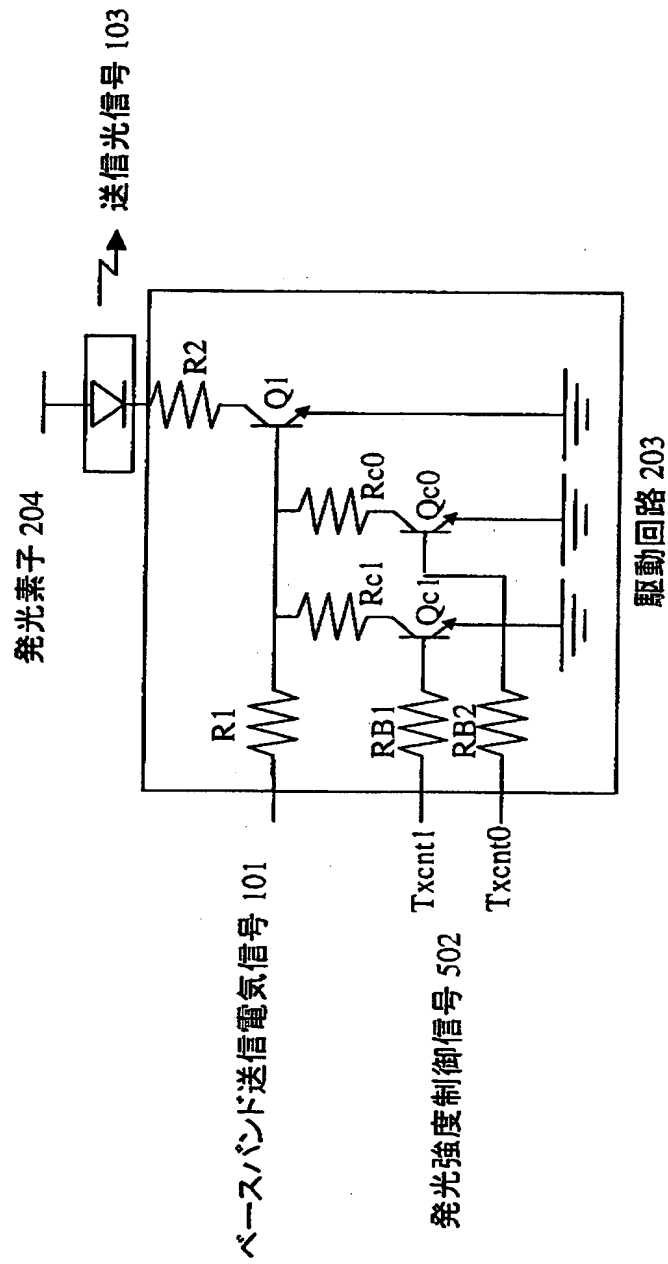 発光素子 204
送信光信号 103
R2
Q1
R1
Rc0
Qc0
Rc1
Qc1
RB1
RB2
ベースバンド送信電気信号 101
Txcnt1
Txcnt0
発光強度制御信号 502
駆動回路 203